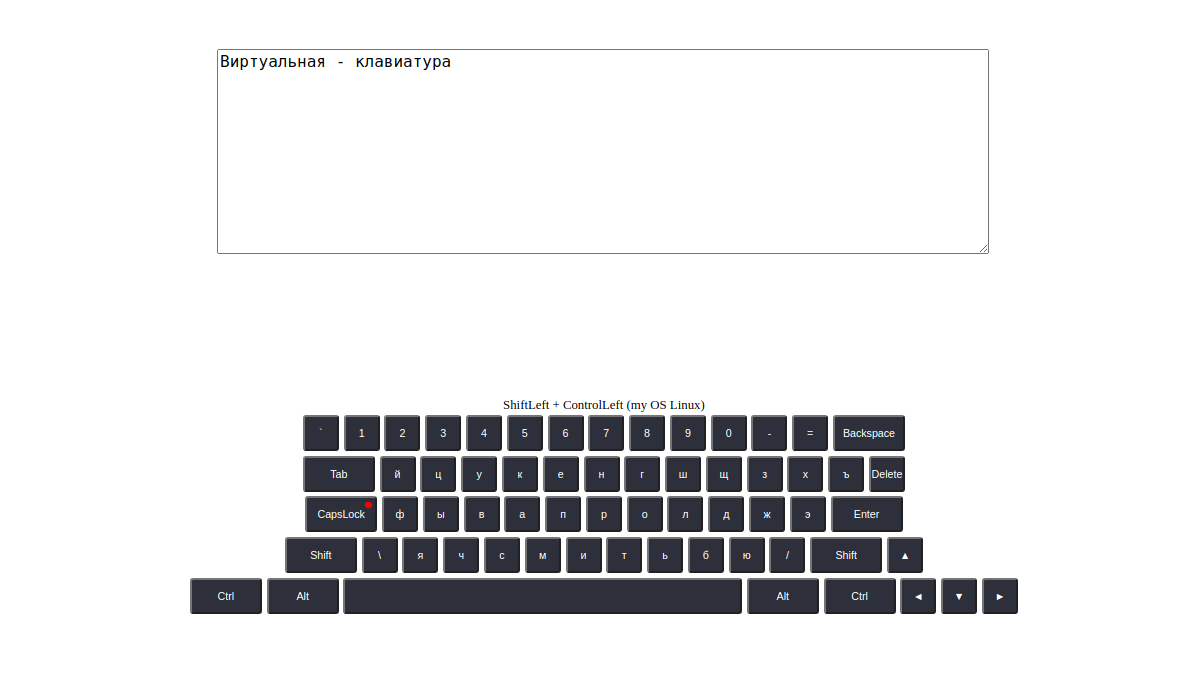 Виртуальная - клавиатура
ShiftLeft + ControlLeft (my OS Linux)
` 1 2 3 4 5 6 7 8 9 0 - = Backspace
Tab й ц у к е н г ш щ з х ъ Delete
CapsLock ф ы в а п р о л д ж э Enter
Shift \ я ч с м и т ь б ю / Shift ▲
Ctrl Alt Alt Ctrl ◄ ▼ ►